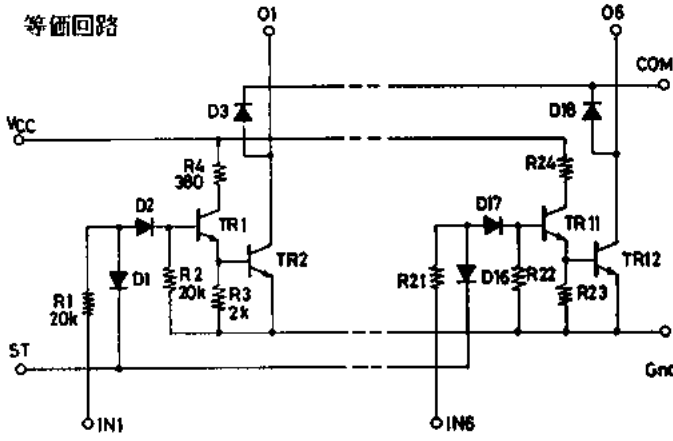 等価回路
O1
O6
COM
D3
D18
VCC
R4
380
R24
D2
D17
TR1
TR11
TR2
TR12
R1
20k
D1
R2
20k
R3
2k
R21
D16
R22
R23
ST
Gnd
IN1
IN6